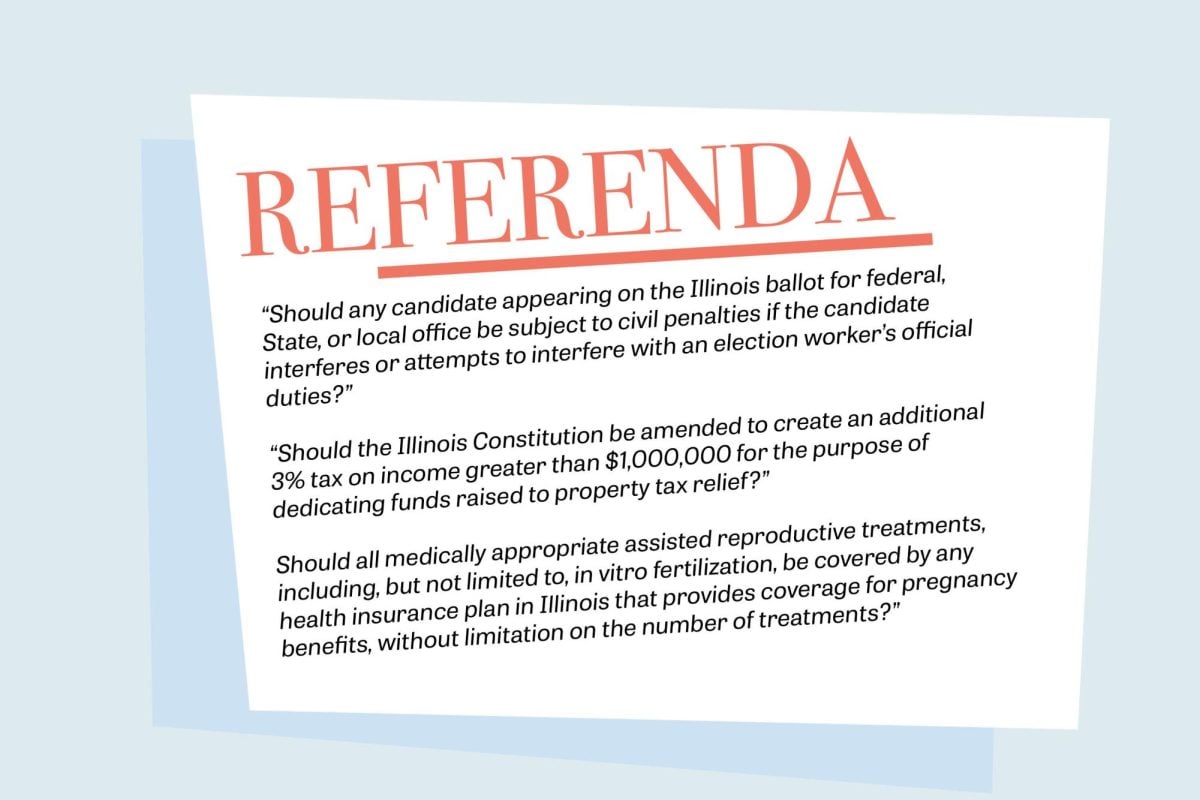 REFERENDA
“Should any candidate appearing on the Illinois ballot for federal,
State, or local office be subject to civil penalties if the candidate
interferes or attempts to interfere with an election worker’s official
duties?”
“Should the Illinois Constitution be amended to create an additional
3% tax on income greater than $1,000,000 for the purpose of
dedicating funds raised to property tax relief?”
Should all medically appropriate assisted reproductive treatments,
including, but not limited to, in vitro fertilization, be covered by any
health insurance plan in Illinois that provides coverage for pregnancy
benefits, without limitation on the number of treatments?”